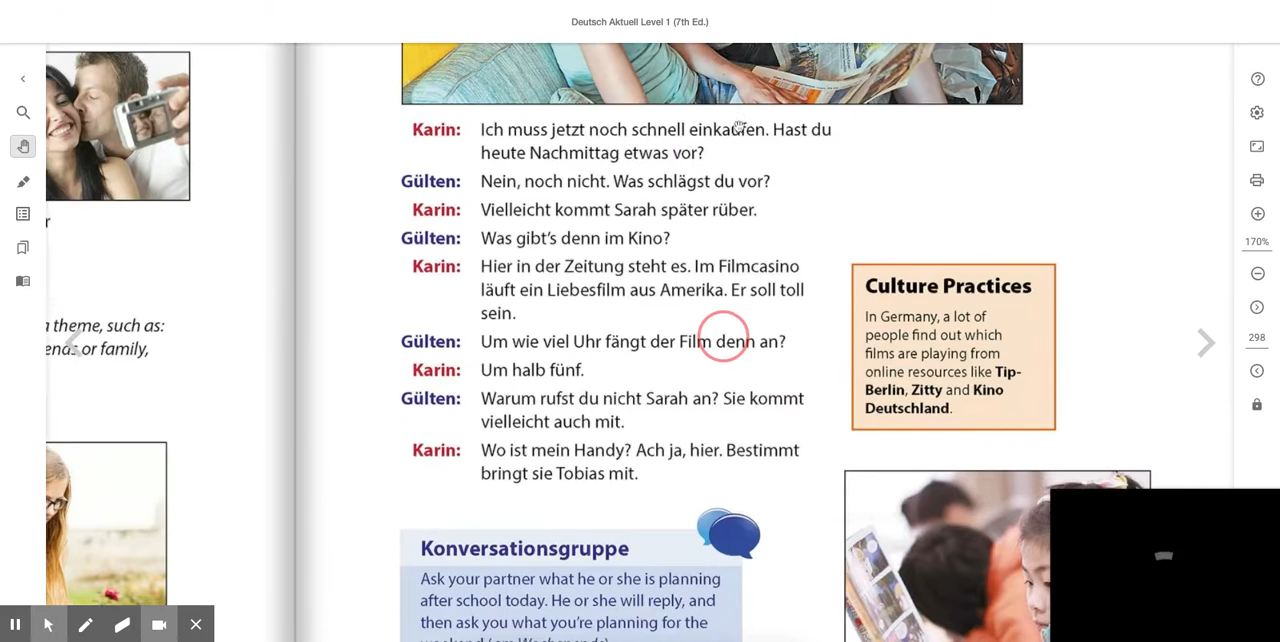 Deutsch Aktuell Level 1 (7th Ed.)
Karin: Ich muss jetzt noch schnell einkaufen. Hast du
heute Nachmittag etwas vor?
Gülten: Nein, noch nicht. Was schlägst du vor?
Karin: Vielleicht kommt Sarah später rüber.
Gülten: Was gibt's denn im Kino?
Karin: Hier in der Zeitung steht es. Im Filmcasino
läuft ein Liebesfilm aus Amerika. Er soll toll
sein.
Gülten: Um wie viel Uhr fängt der Film denn an?
Karin: Um halb fünf.
Gülten: Warum rufst du nicht Sarah an? Sie kommt
vielleicht auch mit.
Karin: Wo ist mein Handy? Ach ja, hier. Bestimmt
bringt sie Tobias mit.
Culture Practices
In Germany, a lot of
people find out which
films are playing from
online resources like Tip-
Berlin, Zitty and Kino
Deutschland.
Konversationsgruppe
Ask your partner what he or she is planning
after school today. He or she will reply, and
then ask you what you're planning for the
weekend (am Wochenende).
theme, such as:
or family,
170%
298